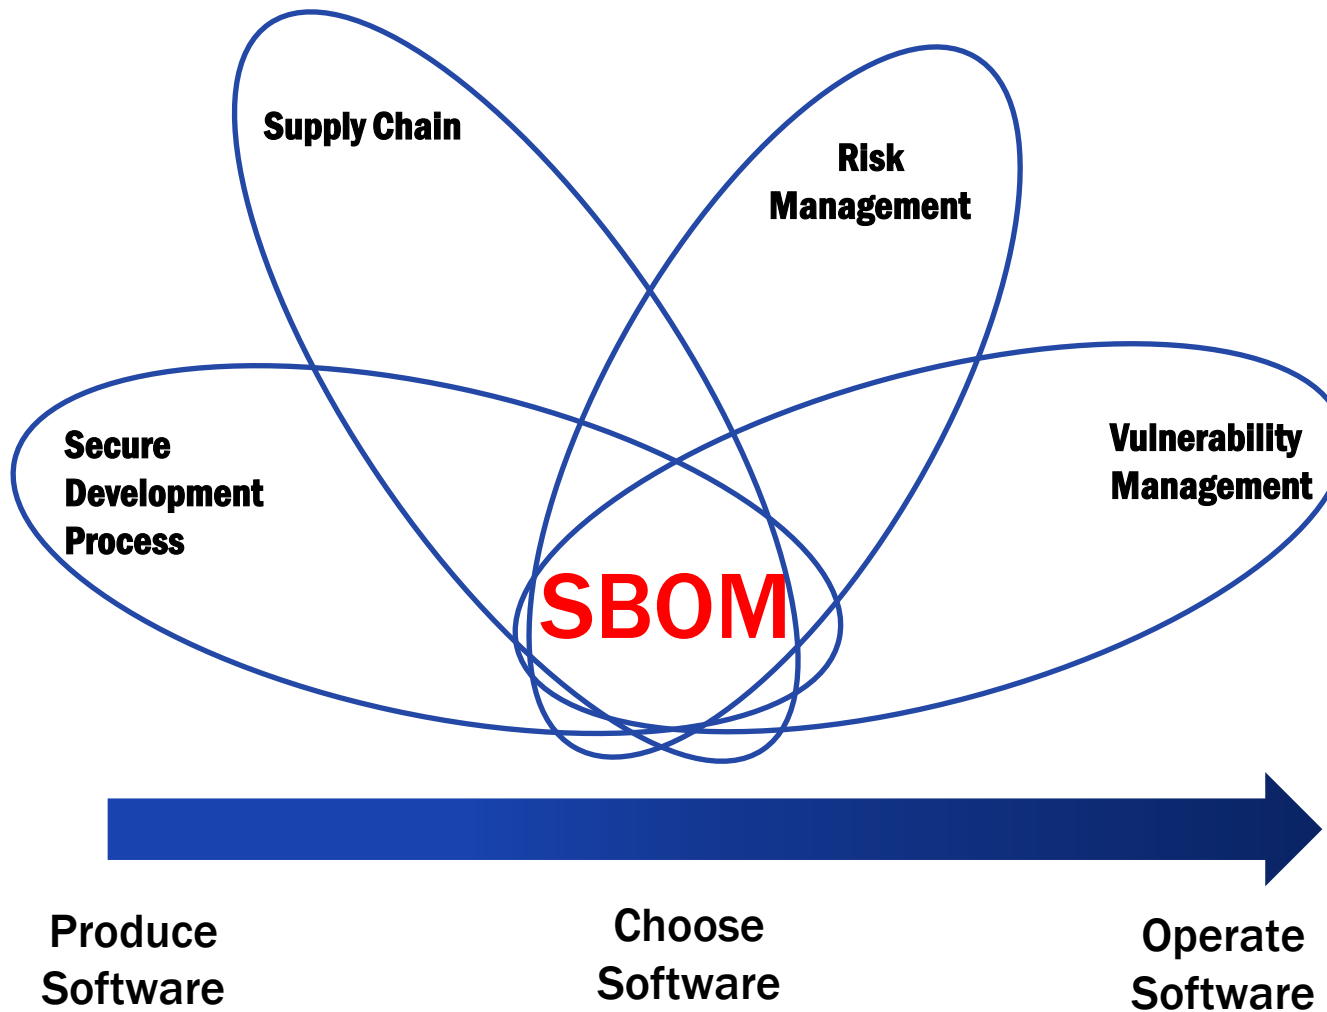 Supply Chain
Risk
Management
Secure
Development
Process
Vulnerability
Management
SBOM
Produce
Software
Choose
Software
Operate
Software